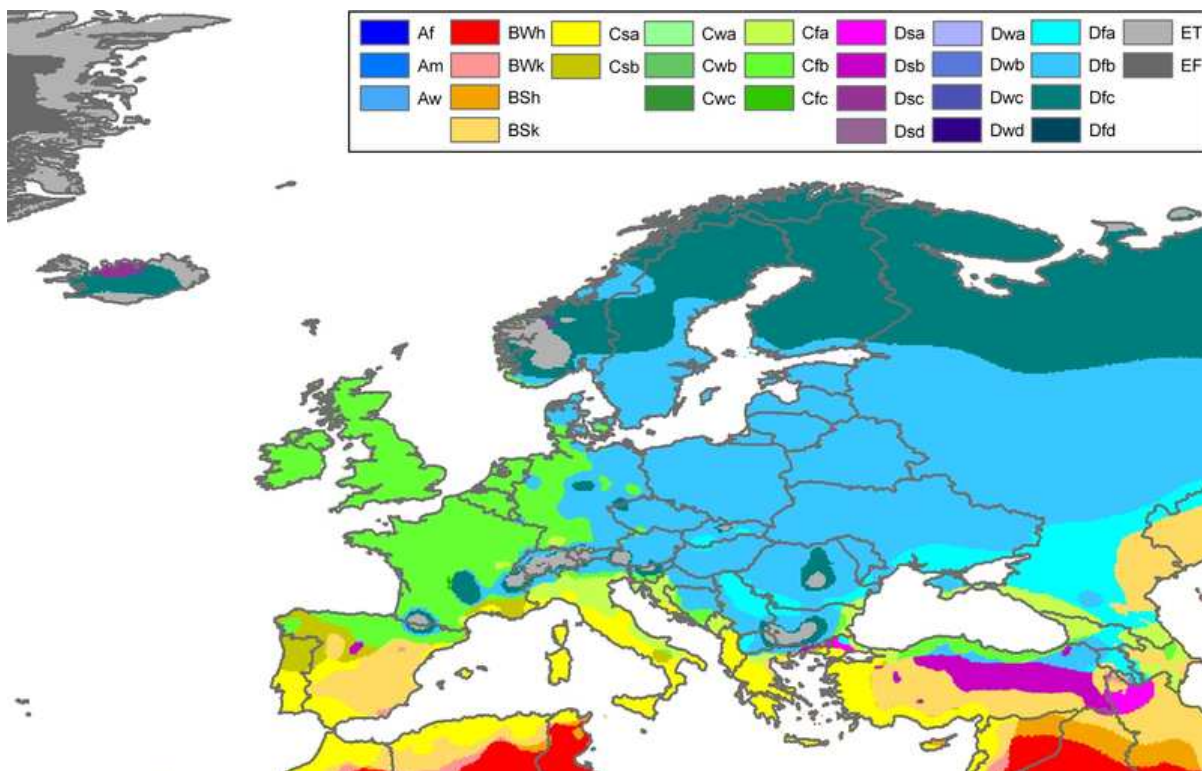 Af BWh Csa Cwa Cfa Dsa Dwa Dfa ET
Am BWk Csb Cwb Cfb Dsb Dwb Dfb EF
Aw BSh Cwc Cfc Dsc Dwc Dfc
BSk Dsd Dwd Dfd